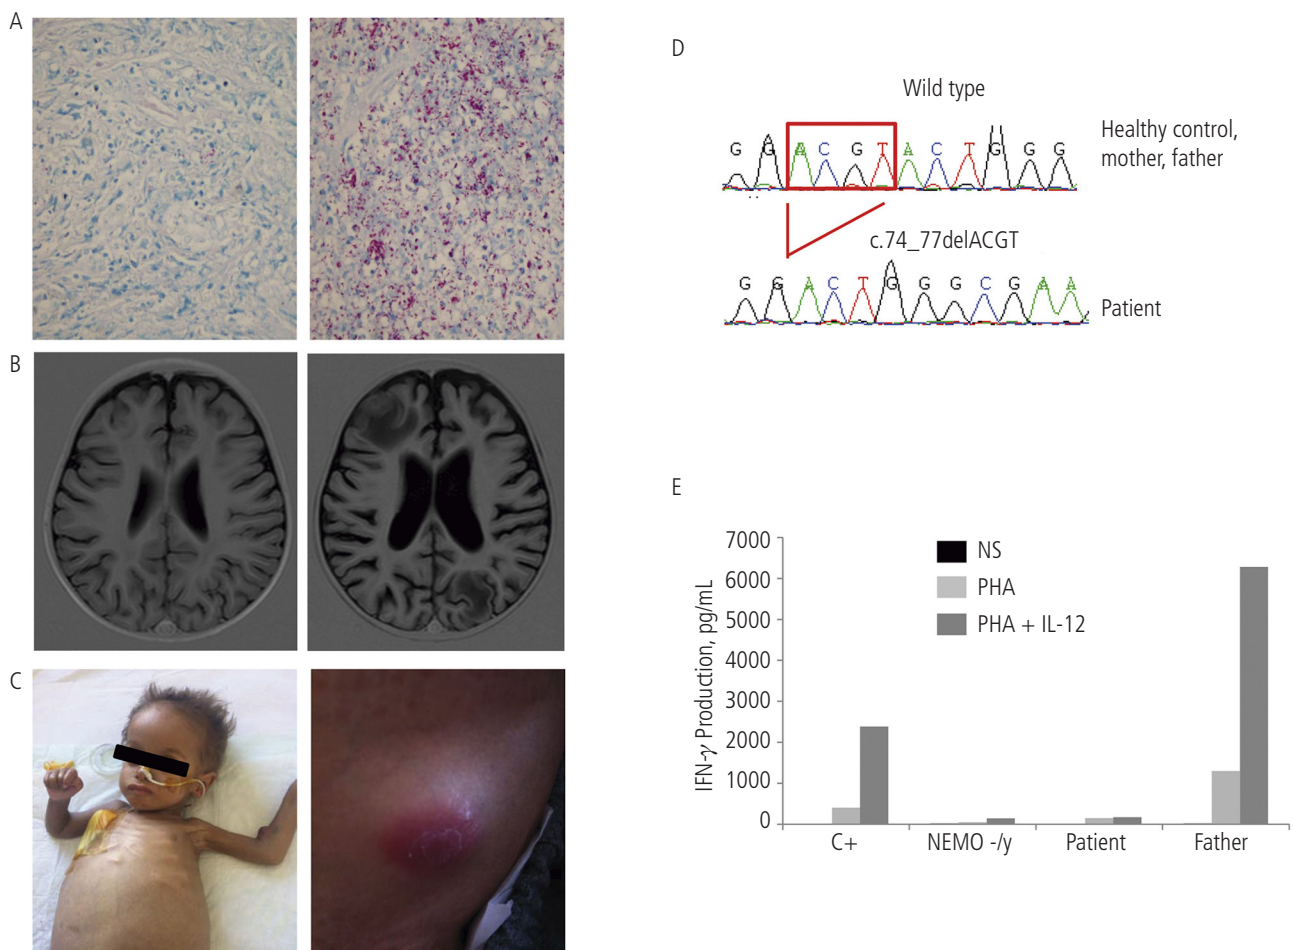 A
B
C
D
Wild type
G G A C G T A C T G G G
Healthy control,
mother, father
c.74_77delACGT
G G A C T G G G C G A A
Patient
E
IFN-γ Production, pg/mL
7000
6000
5000
4000
3000
2000
1000
0
NS
PHA
PHA + IL-12
C+
NEMO -/y
Patient
Father